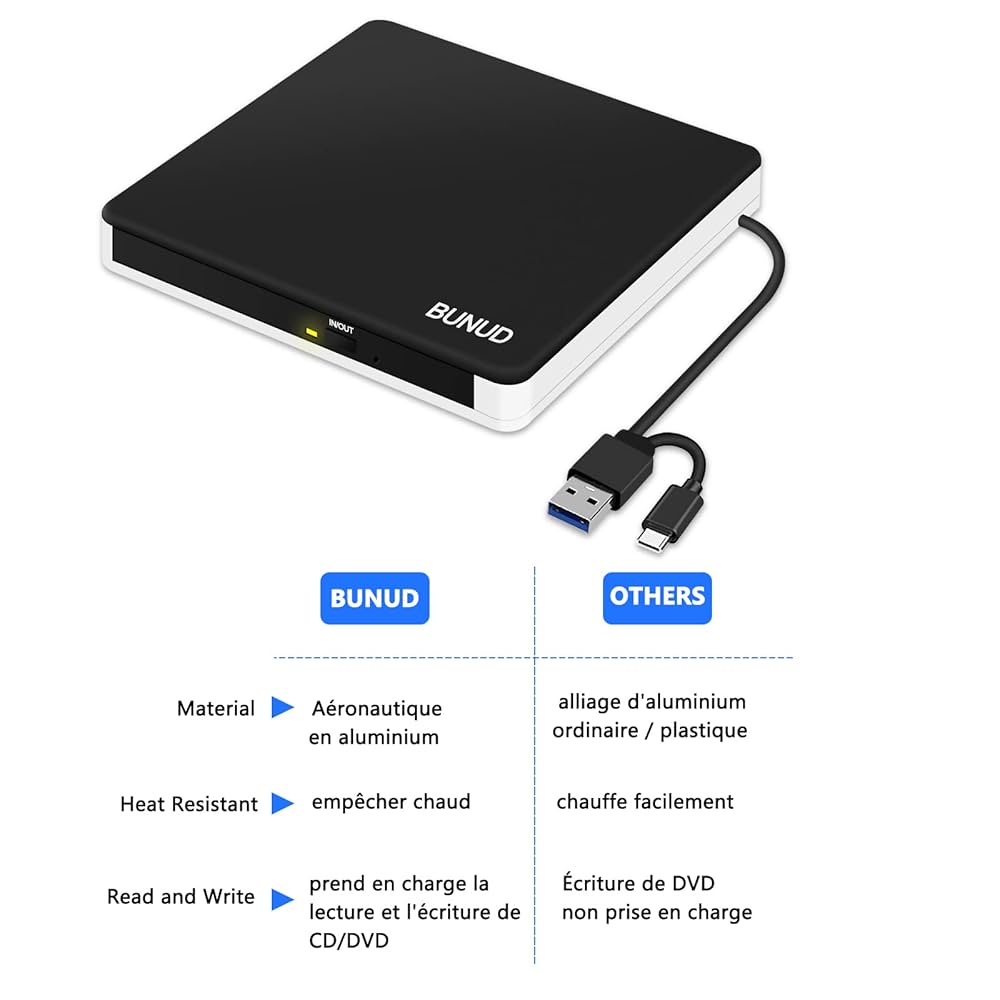 IN/OUT
BUNUD
BUNUD
OTHERS
Material
Aéronautique
en aluminium
alliage d'aluminium
ordinaire / plastique
Heat Resistant
empêcher chaud
chauffe facilement
Read and Write
prend en charge la
lecture et l'écriture de
CD/DVD
Écriture de DVD
non prise en charge